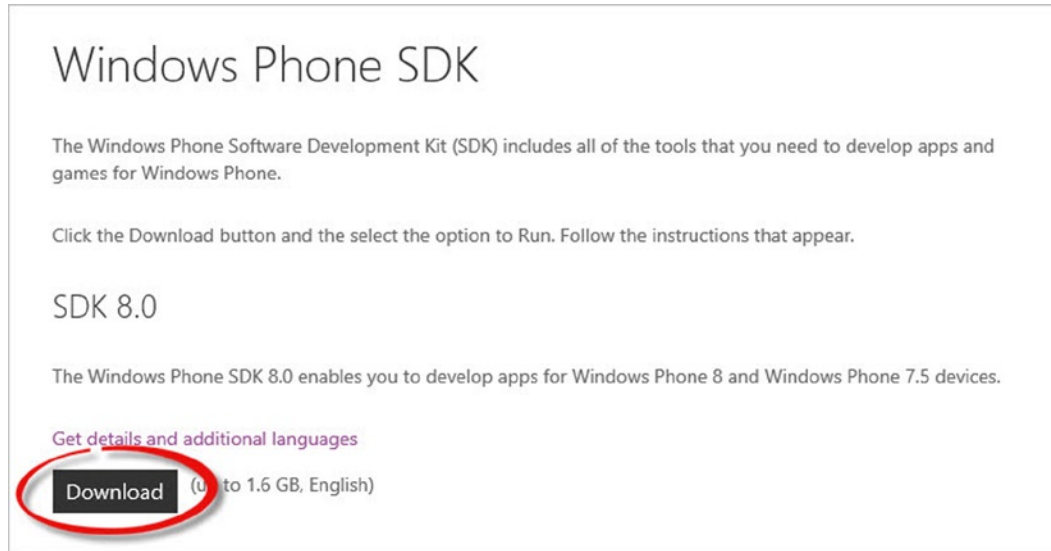 Windows Phone SDK
The Windows Phone Software Development Kit (SDK) includes all of the tools that you need to develop apps and
games for Windows Phone.
Click the Download button and the select the option to Run. Follow the instructions that appear.
SDK 8.0
The Windows Phone SDK 8.0 enables you to develop apps for Windows Phone 8 and Windows Phone 7.5 devices.
Get details and additional languages
Download (up to 1.6 GB, English)